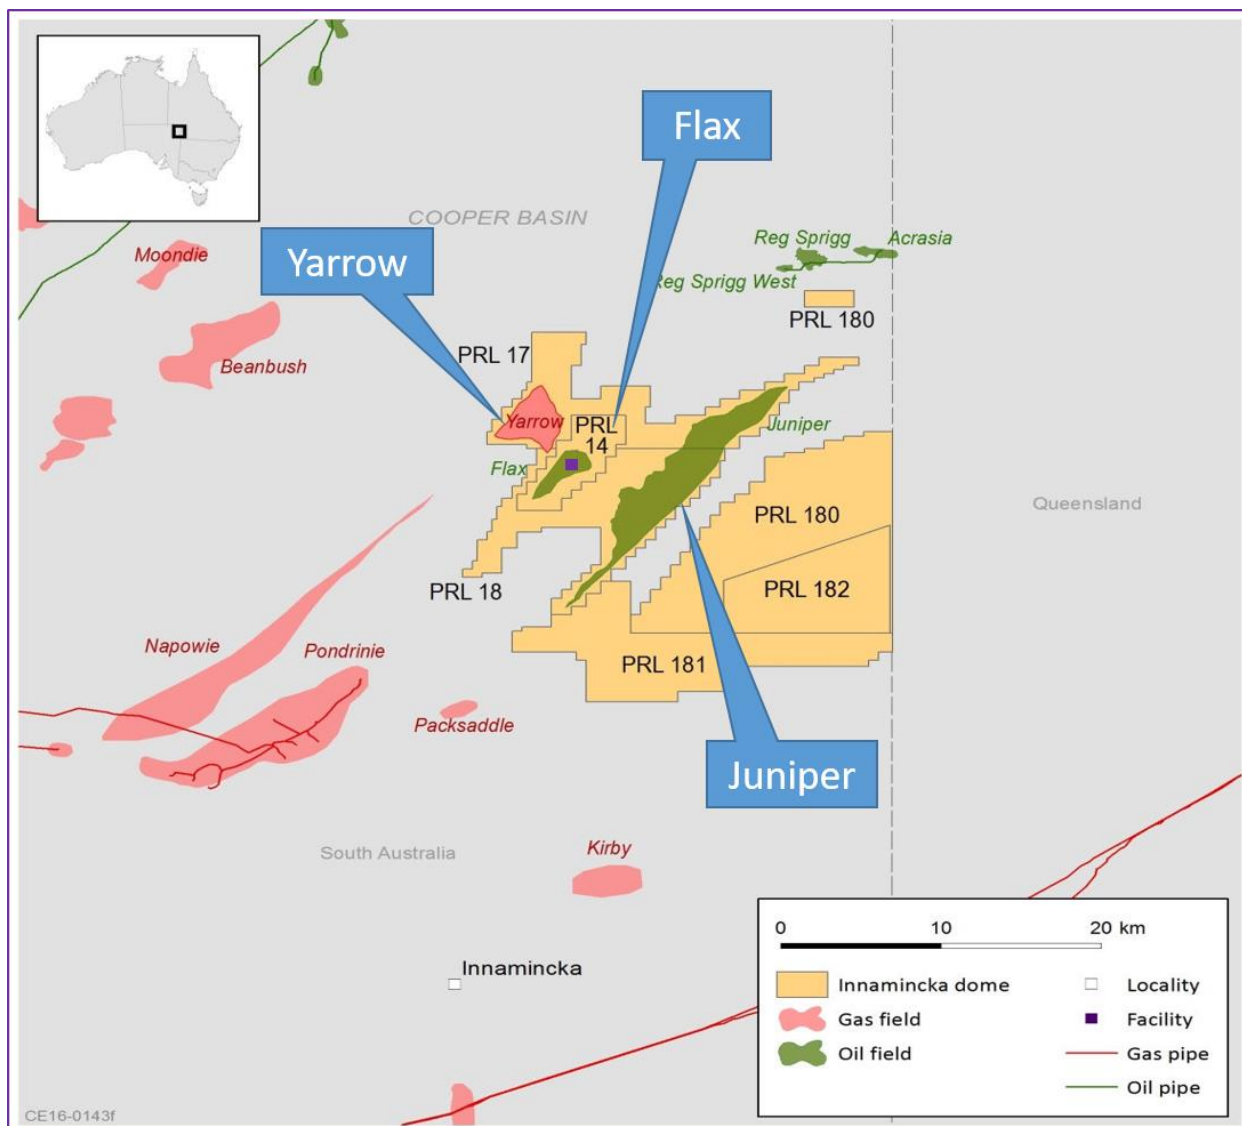 Flax
COOPER BASIN
Moondie
Yarrow
Reg Sprigg
Acrasia
Reg Sprigg West
PRL 180
PRL 17
Beanbush
Yarrow
PRL
14
Juniper
Flax
Queensland
PRL 180
PRL 182
PRL 18
Napowie
Pondrinie
PRL 181
Packsaddle
Juniper
South Australia
Kirby
Innamincka
0 10 20 km
Innamincka dome
Gas field
Oil field
Locality
Facility
Gas pipe
Oil pipe
CE16-0143f